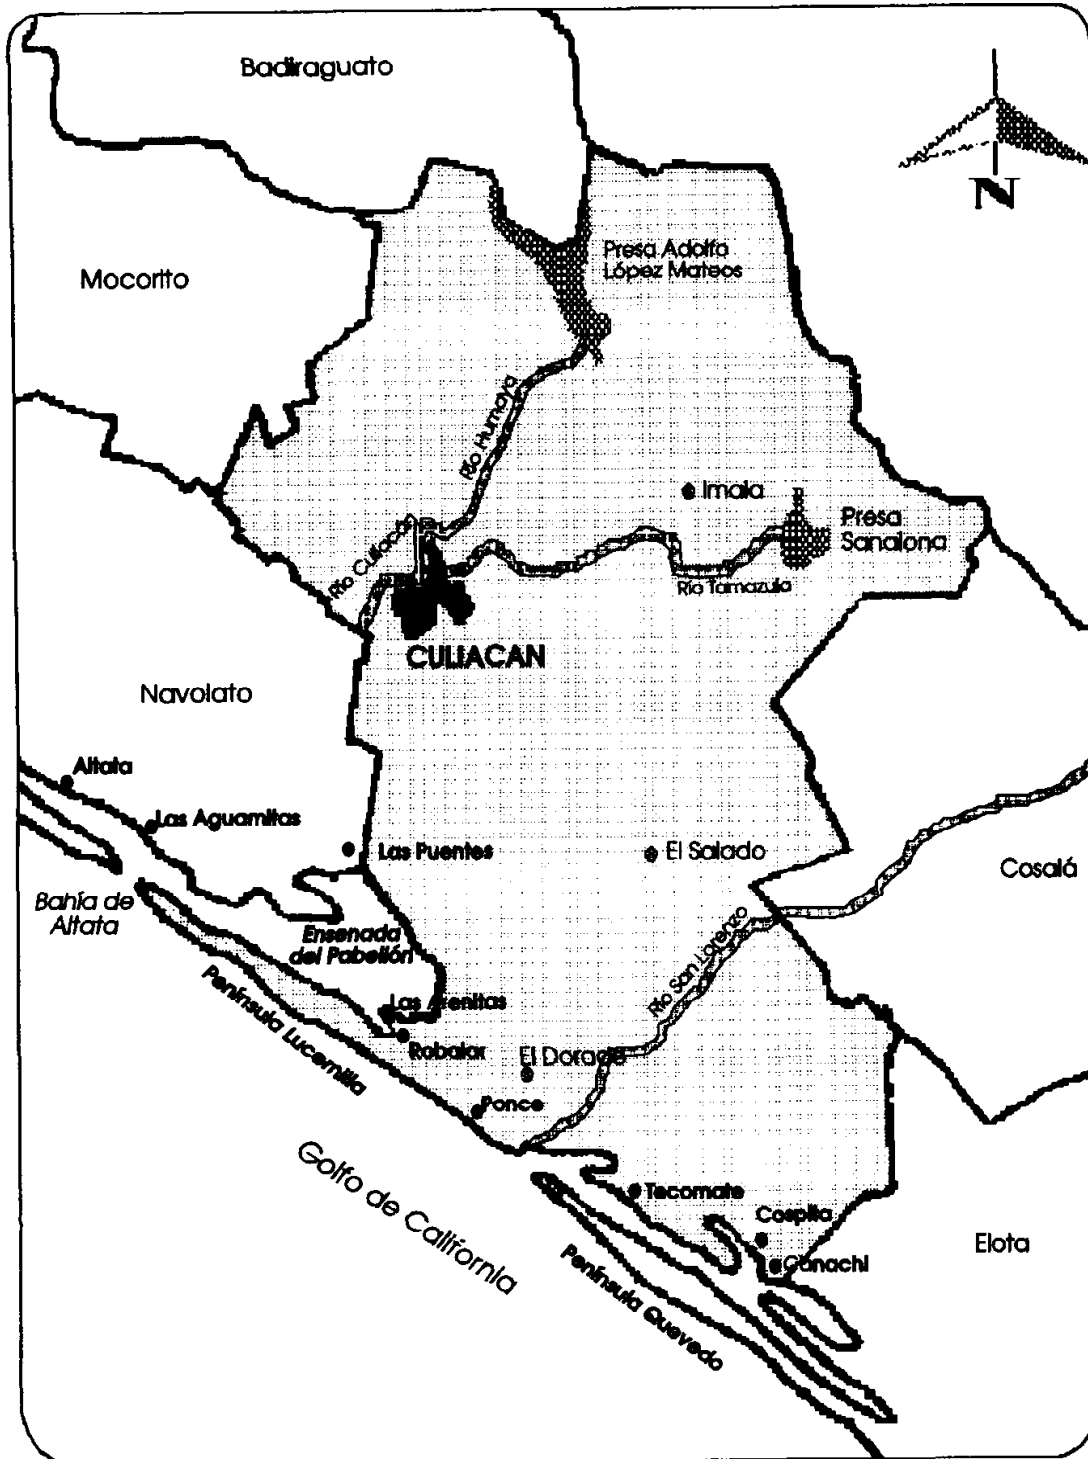 Badiraguato
N
Presa Adolfo
López Mateos
Mocorito
Río Humaya
Imala
Presa
Sanalona
Río Culiacá
Río Tamazula
CULIACAN
Navolato
Altata
Las Aguamitas
Las Puentes
El Salado
Cosalá
Bahía de
Altata
Ensenada
del Pabellón
Río San Lorenzo
Las Arenitas
Península Lucernilla
Robalar
El Dorado
Ponce
Golfo de California
Tecomate
Cospita
Elota
Conachi
Península Quevedo